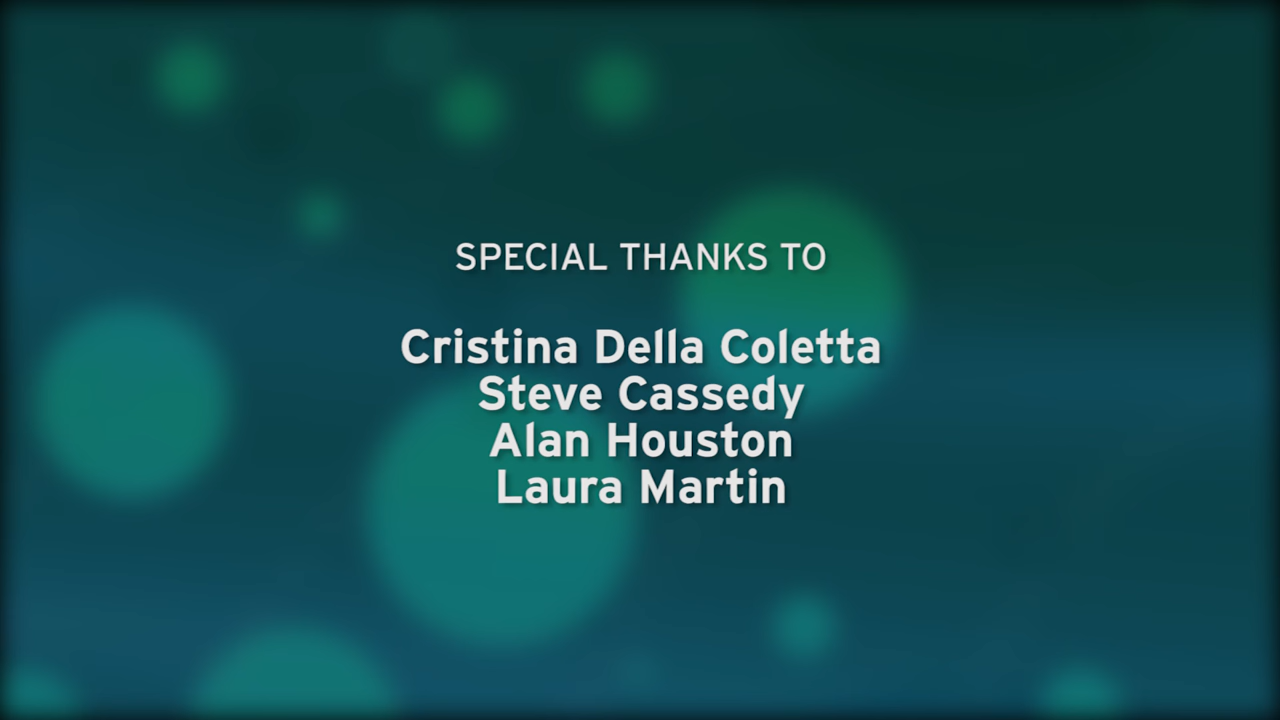 SPECIAL THANKS TO
Cristina Della Coletta
Steve Cassedy
Alan Houston
Laura Martin